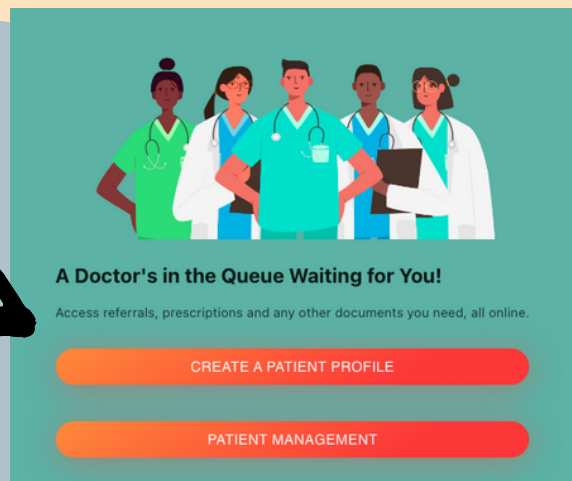 A Doctor's in the Queue Waiting for You!
Access referrals, prescriptions and any other documents you need, all online.
CREATE A PATIENT PROFILE
PATIENT MANAGEMENT